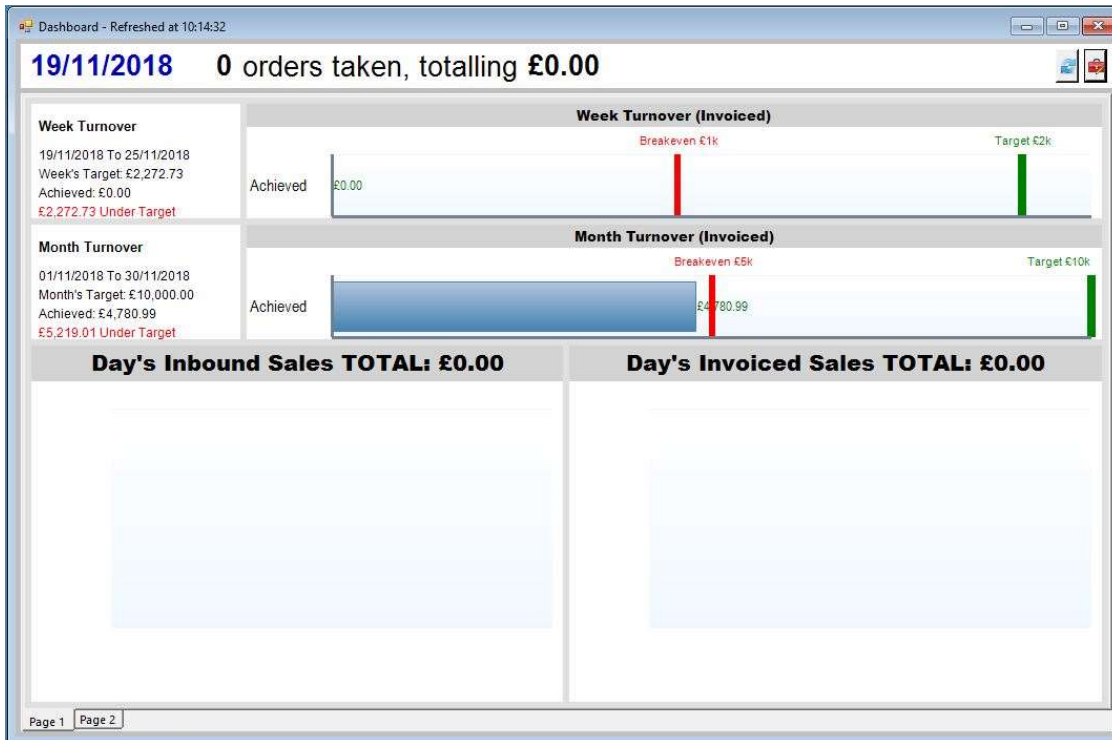 Dashboard - Refreshed at 10:14:32
19/11/2018 0 orders taken, totalling £0.00
Week Turnover
19/11/2018 To 25/11/2018
Week's Target: £2,272.73
Achieved: £0.00
£2,272.73 Under Target
Week Turnover (Invoiced)
Breakeven £1k Target £2k
Achieved £0.00
Month Turnover
01/11/2018 To 30/11/2018
Month's Target: £10,000.00
Achieved: £4,780.99
£5,219.01 Under Target
Month Turnover (Invoiced)
Breakeven £5k Target £10k
Achieved £4,780.99
Day's Inbound Sales TOTAL: £0.00
Day's Invoiced Sales TOTAL: £0.00
Page 1 Page 2